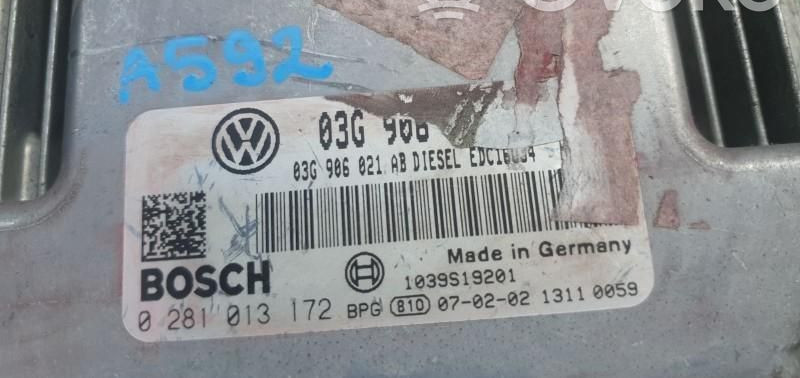 A592
03G 906
03G 906 021 AB DIESEL EDC16U34
Made in Germany
BOSCH
1039S19201
0 281 013 172 BPG 810 07-02-02 1311 0059